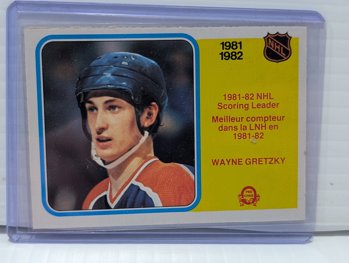 1981
1982
NHL
1981-82 NHL
Scoring Leader
Meilleur compteur
dans la LNH en
1981-82
WAYNE GRETZKY